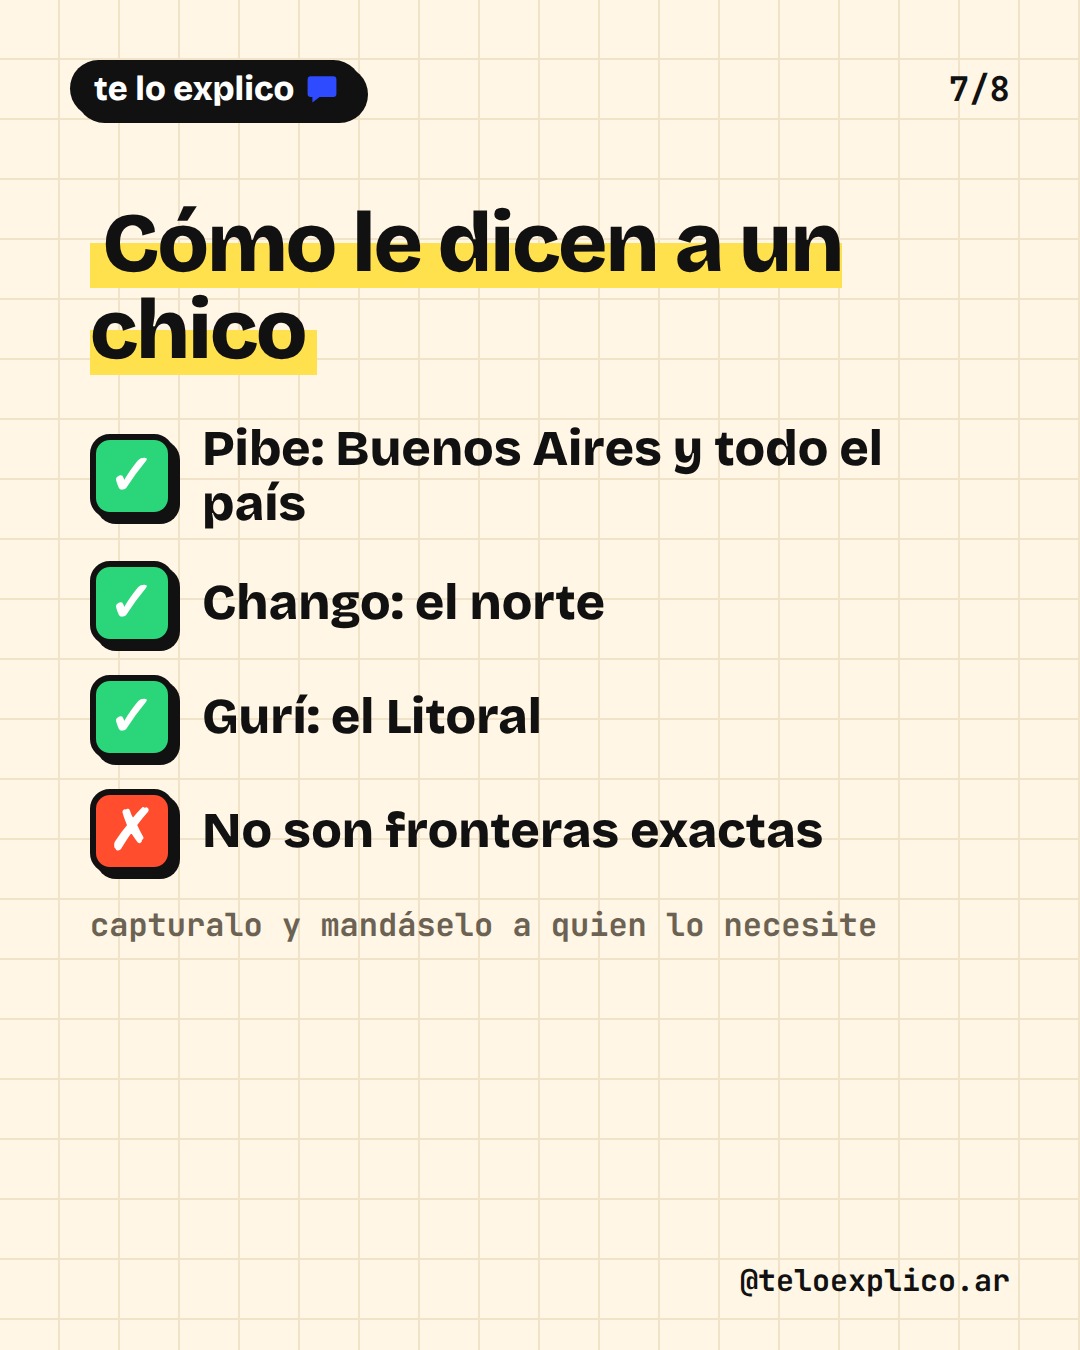 te lo explico
7/8
Cómo le dicen a un
chico
✓ Pibe: Buenos Aires y todo el
país
✓ Chango: el norte
✓ Gurí: el Litoral
✗ No son fronteras exactas
capturalo y mandáselo a quien lo necesite
@teloexplico.ar